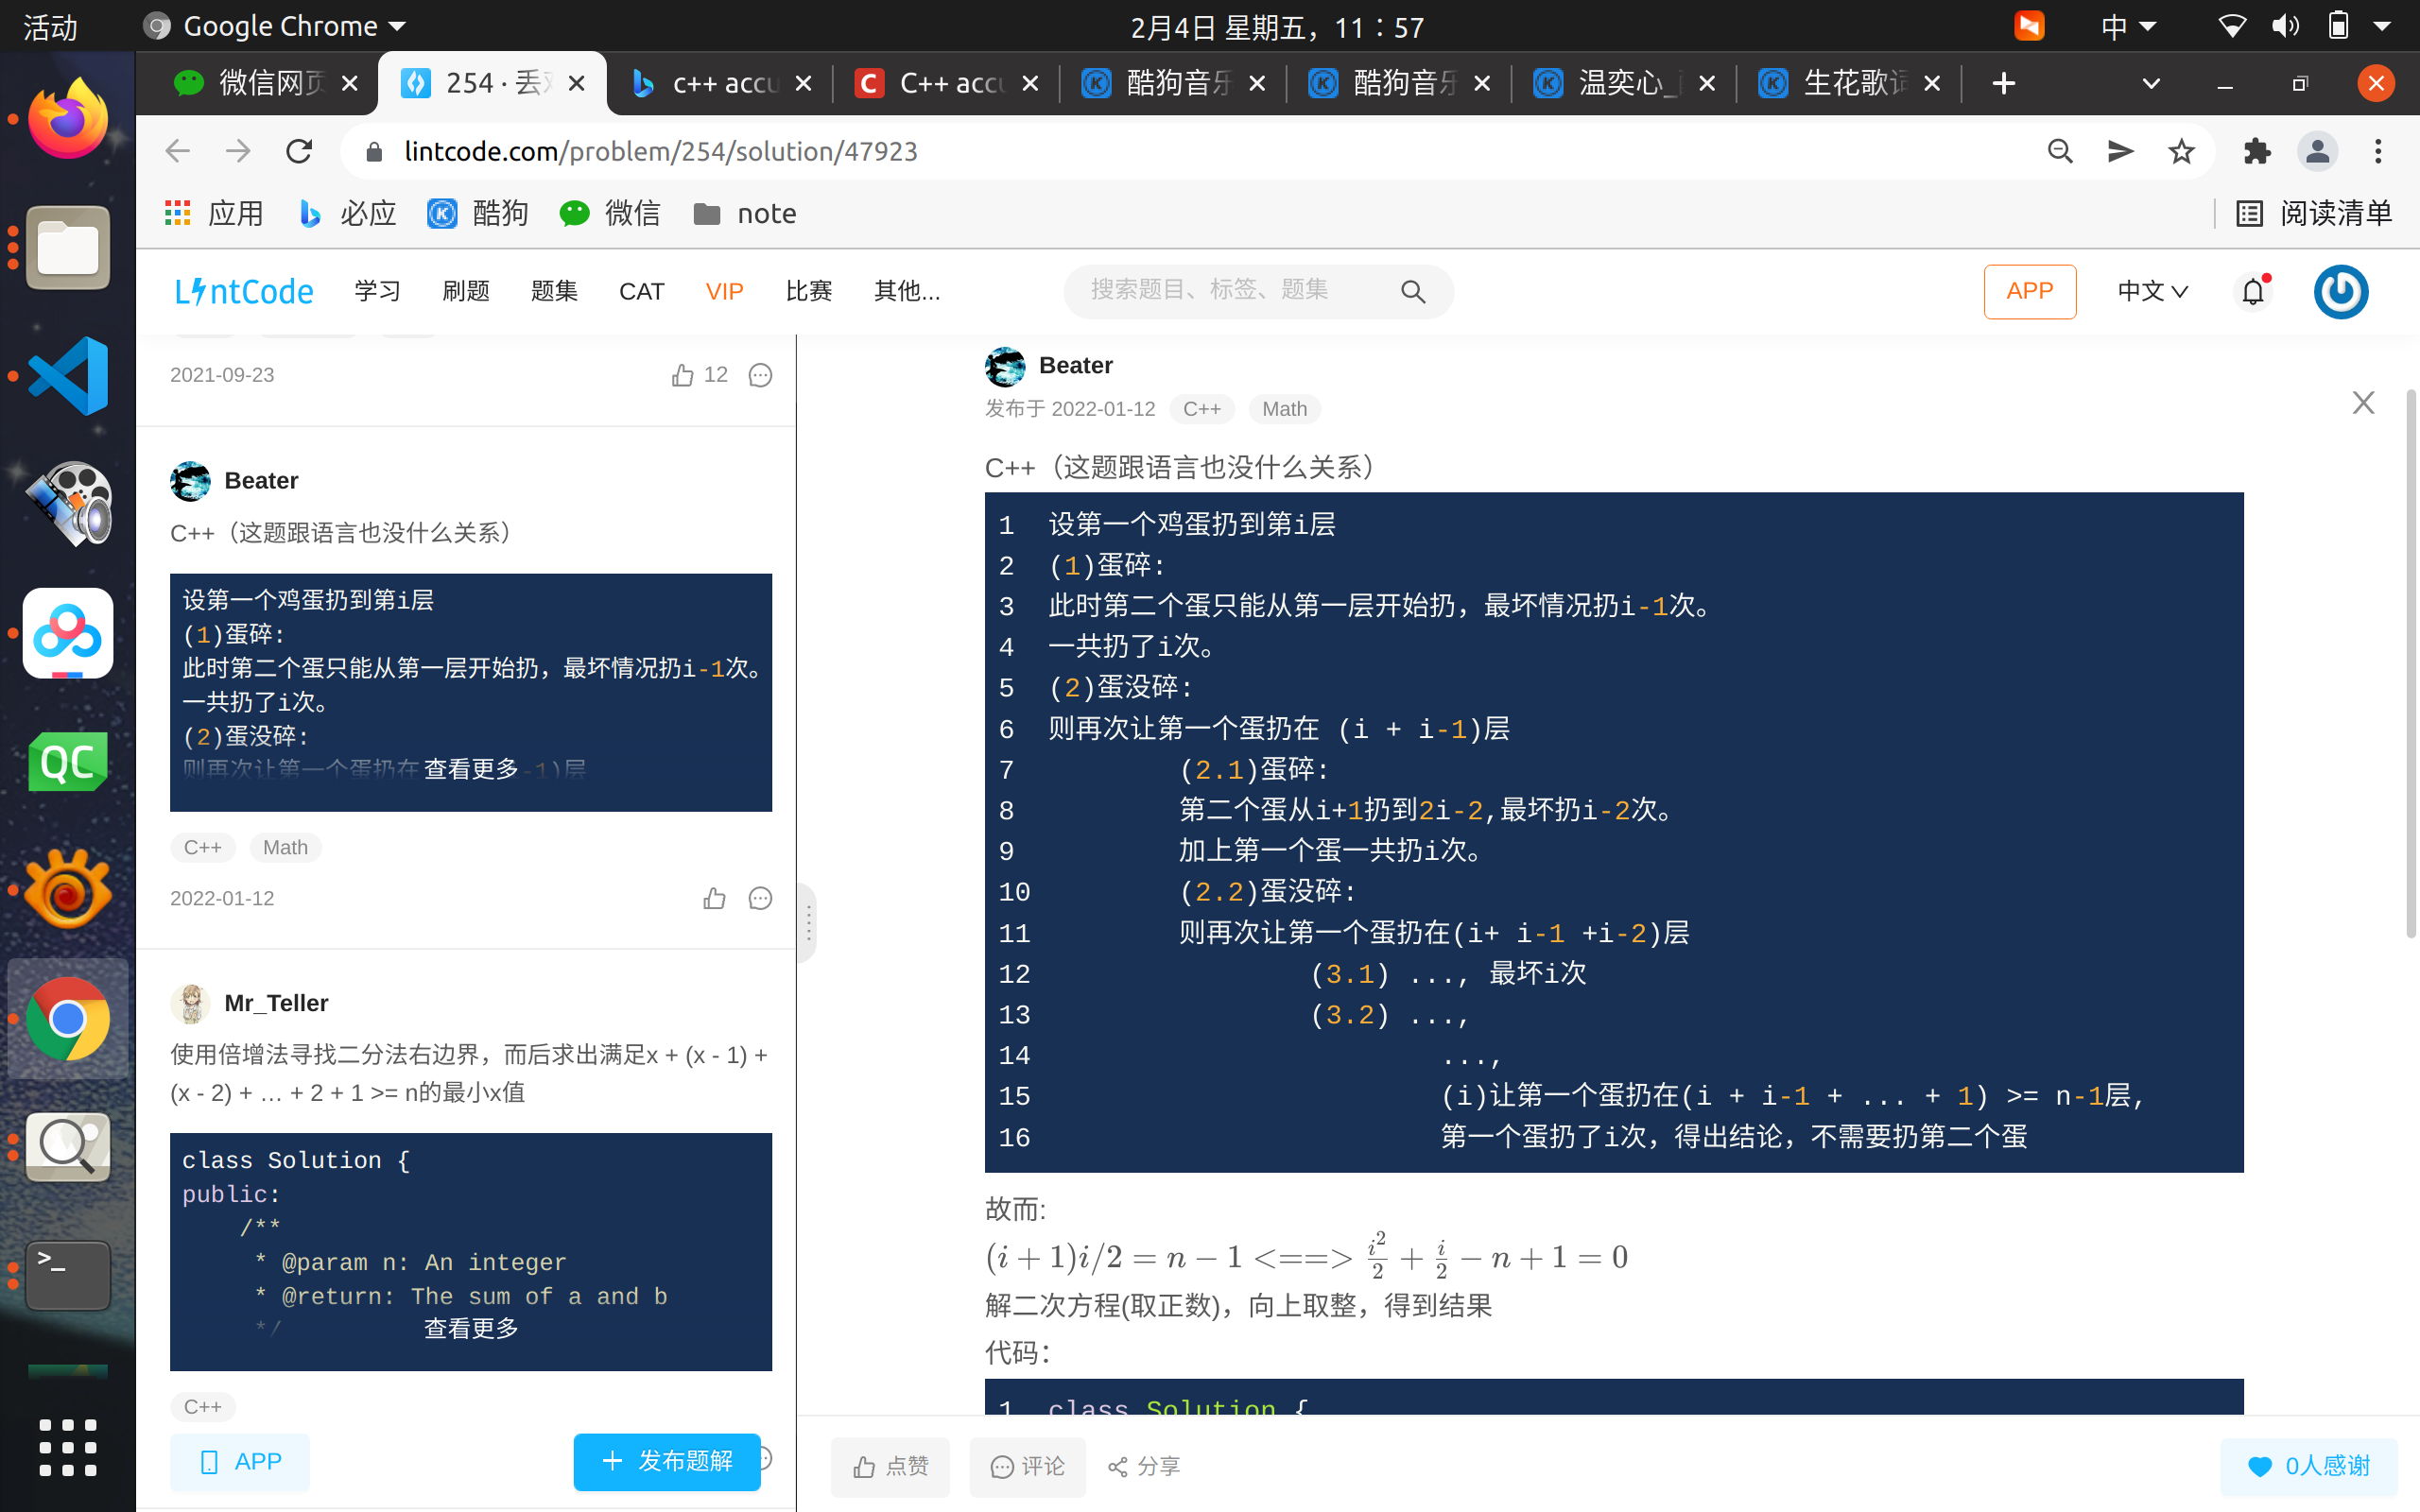 活动
Google Chrome
2月4日 星期五，11：57
中
微信网页
254 · 丢
c++ accu
C++ accu
酷狗音乐
酷狗音乐
温奕心_
生花歌词
lintcode.com/problem/254/solution/47923
应用
必应
酷狗
微信
note
阅读清单
LintCode
学习
刷题
题集
CAT
VIP
比赛
其他...
搜索题目、标签、题集
APP
中文
2021-09-23
12
Beater
C++（这题跟语言也没什么关系）
设第一个鸡蛋扔到第i层
(1)蛋碎:
此时第二个蛋只能从第一层开始扔，最坏情况扔i-1次。
一共扔了i次。
(2)蛋没碎:
则再次让第一个蛋扔在 查看更多 -1)层
C++
Math
2022-01-12
Mr_Teller
使用倍增法寻找二分法右边界，而后求出满足x + (x - 1) +
(x - 2) + … + 2 + 1 >= n的最小x值
class Solution {
public:
/**
* @param n: An integer
* @return: The sum of a and b
*/
查看更多
C++
APP
+ 发布题解
Beater
发布于 2022-01-12
C++
Math
C++（这题跟语言也没什么关系）
1 设第一个鸡蛋扔到第i层
2 (1)蛋碎:
3 此时第二个蛋只能从第一层开始扔，最坏情况扔i-1次。
4 一共扔了i次。
5 (2)蛋没碎:
6 则再次让第一个蛋扔在 (i + i-1)层
7 (2.1)蛋碎:
8 第二个蛋从i+1扔到2i-2,最坏扔i-2次。
9 加上第一个蛋一共扔i次。
10 (2.2)蛋没碎:
11 则再次让第一个蛋扔在(i+ i-1 +i-2)层
12 (3.1) ..., 最坏i次
13 (3.2) ...,
14 ...,
15 (i)让第一个蛋扔在(i + i-1 + ... + 1) >= n-1层,
16 第一个蛋扔了i次，得出结论，不需要扔第二个蛋
故而:
(i + 1)i/2 = n − 1 <==> i²/2 + i/2 − n + 1 = 0
解二次方程(取正数)，向上取整，得到结果
代码：
1 class Solution {
点赞
评论
分享
0人感谢
QC
>_